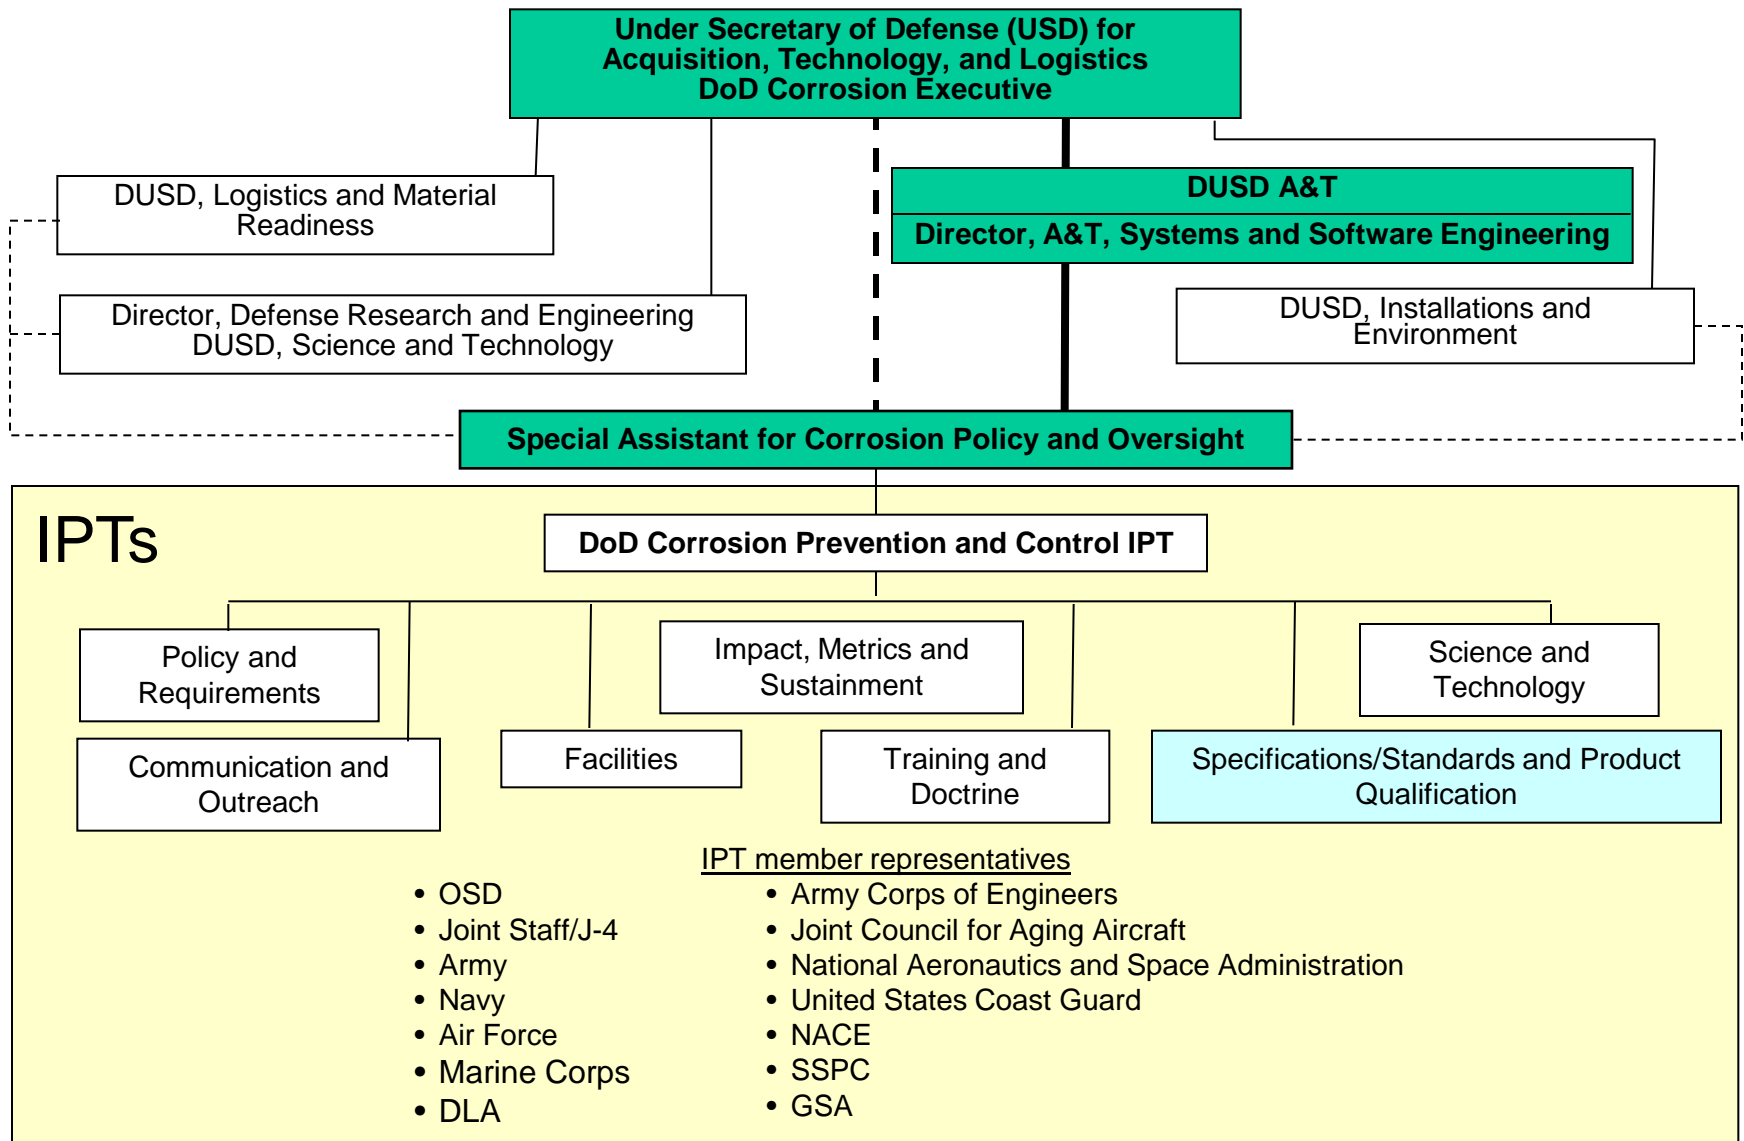 Under Secretary of Defense (USD) for
Acquisition, Technology, and Logistics
DoD Corrosion Executive
DUSD, Logistics and Material
Readiness
DUSD A&T
Director, A&T, Systems and Software Engineering
Director, Defense Research and Engineering
DUSD, Science and Technology
DUSD, Installations and
Environment
Special Assistant for Corrosion Policy and Oversight
IPTs
DoD Corrosion Prevention and Control IPT
Policy and
Requirements
Impact, Metrics and
Sustainment
Science and
Technology
Communication and
Outreach
Facilities
Training and
Doctrine
Specifications/Standards and Product
Qualification
IPT member representatives
• OSD
• Joint Staff/J-4
• Army
• Navy
• Air Force
• Marine Corps
• DLA
• Army Corps of Engineers
• Joint Council for Aging Aircraft
• National Aeronautics and Space Administration
• United States Coast Guard
• NACE
• SSPC
• GSA